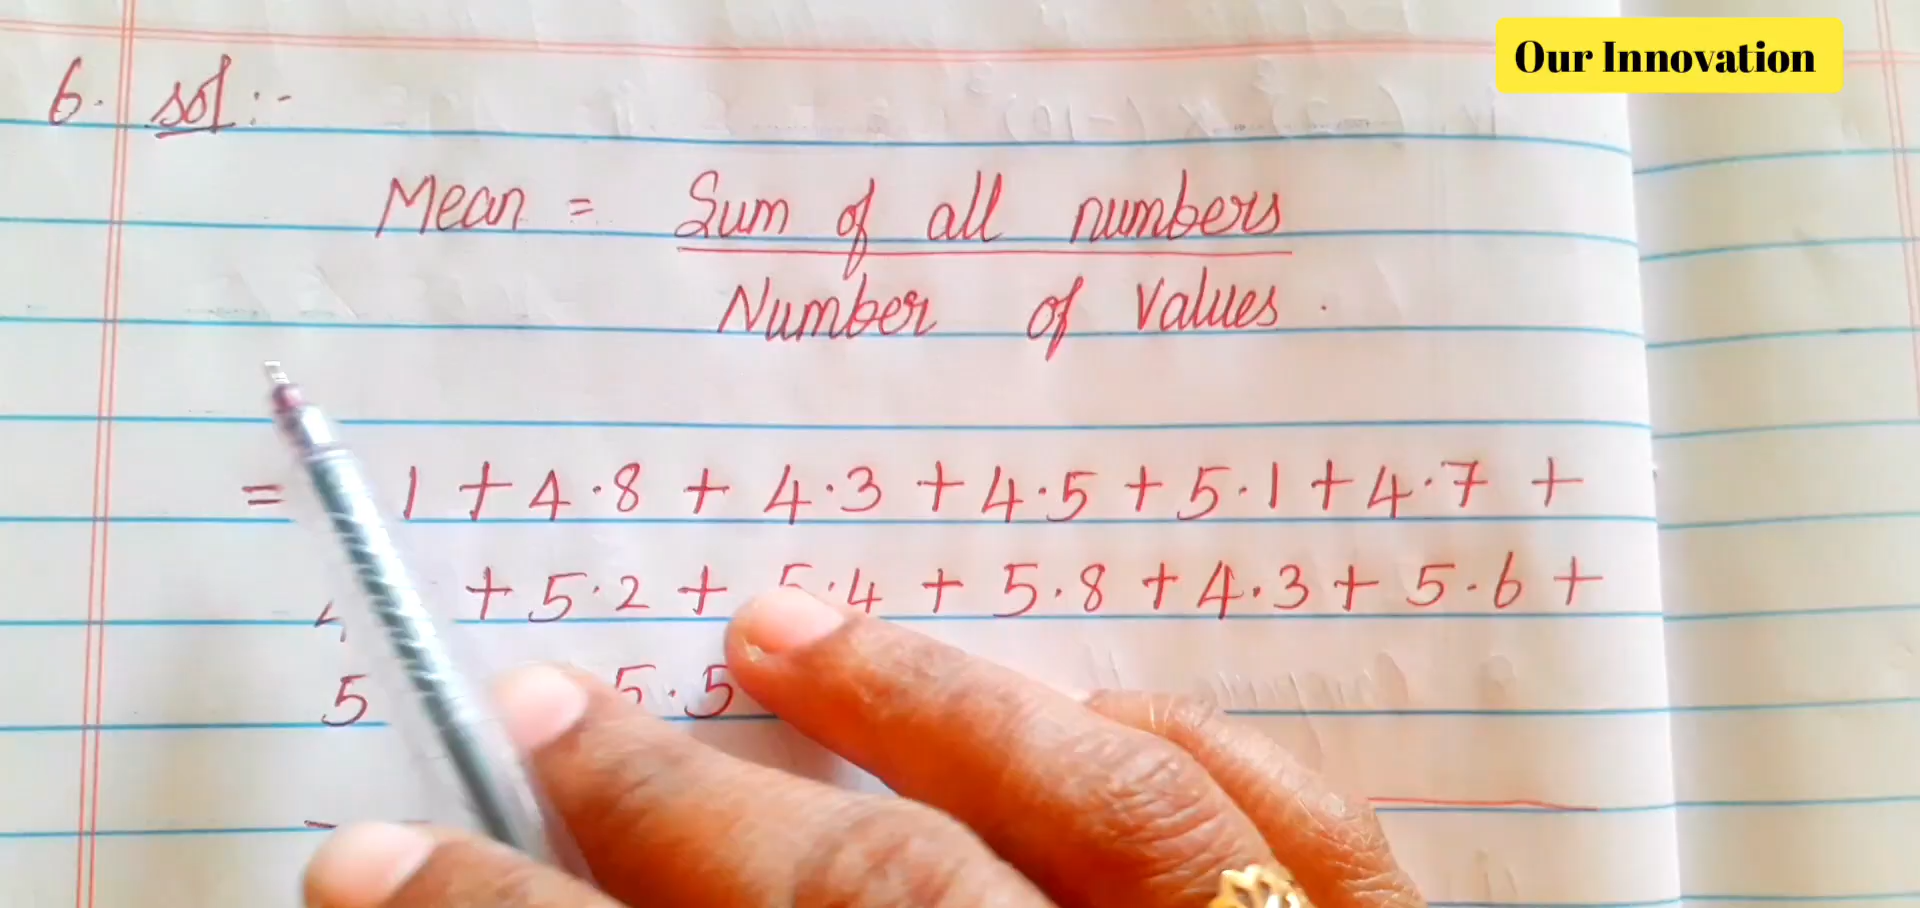 Our Innovation
6. sol:-
Mean = Sum of all numbers
Number of Values.
= 1 + 4.8 + 4.3 + 4.5 + 5.1 + 4.7 +
+ 5.2 + 5.4 + 5.8 + 4.3 + 5.6 +
5 5.5